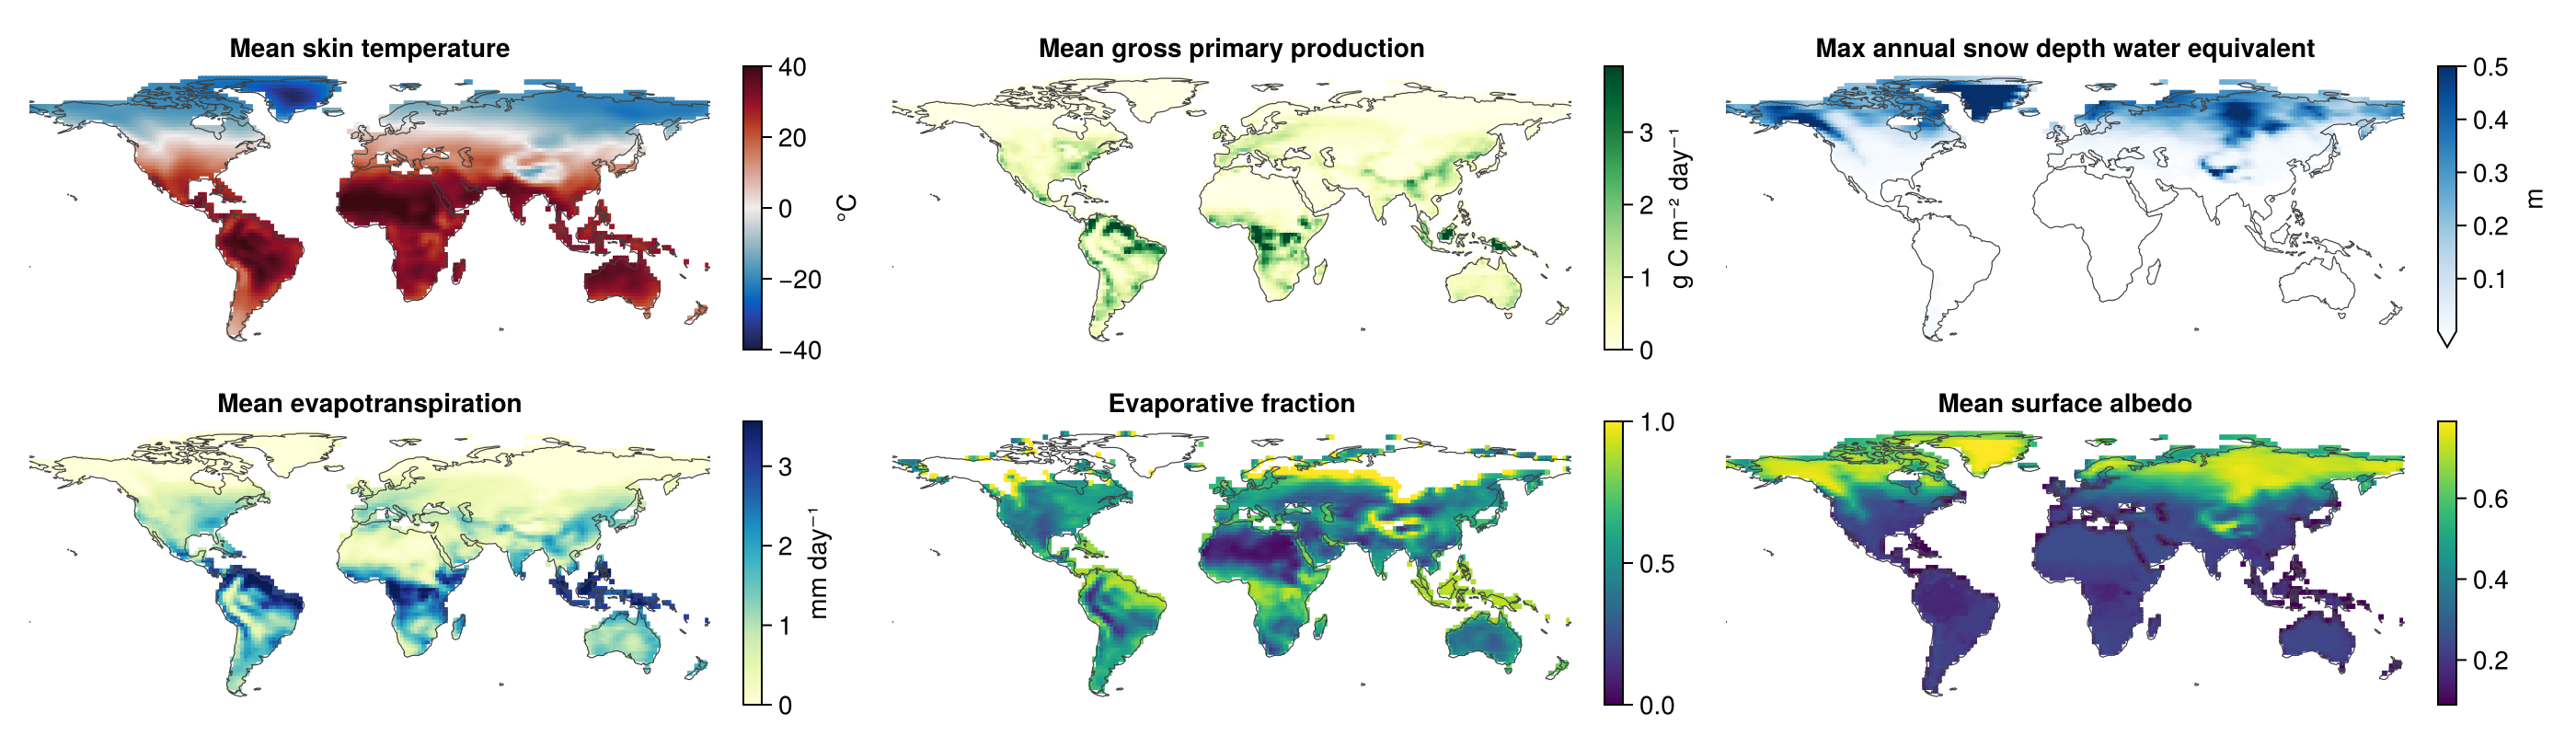 Mean skin temperature
40
20
0
−20
−40
°C
Mean gross primary production
3
2
1
0
g C m⁻² day⁻¹
Max annual snow depth water equivalent
0.5
0.4
0.3
0.2
0.1
m
Mean evapotranspiration
3
2
1
0
mm day⁻¹
Evaporative fraction
1.0
0.5
0.0
Mean surface albedo
0.6
0.4
0.2